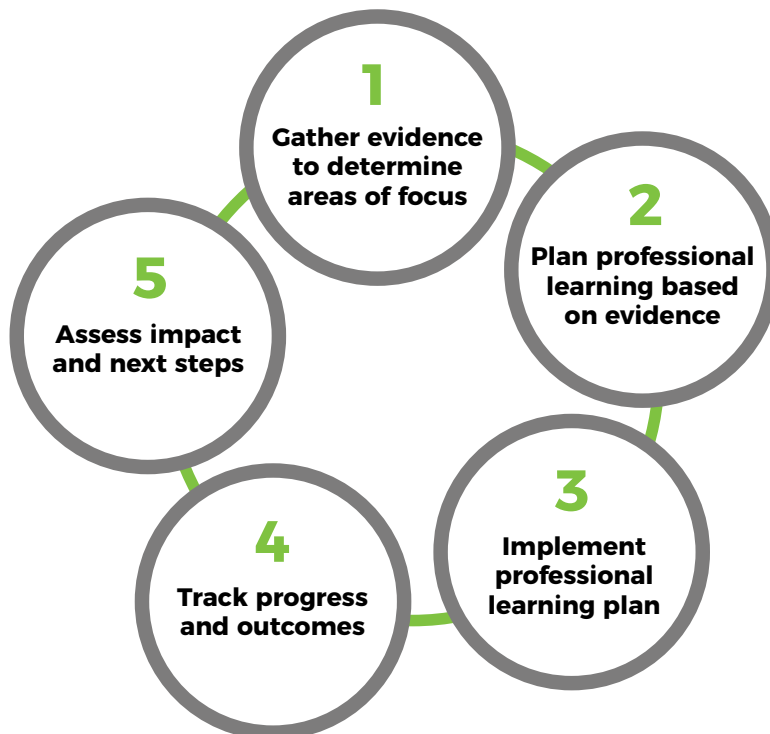 1
Gather evidence
to determine
areas of focus
2
Plan professional
learning based
on evidence
3
Implement
professional
learning plan
4
Track progress
and outcomes
5
Assess impact
and next steps